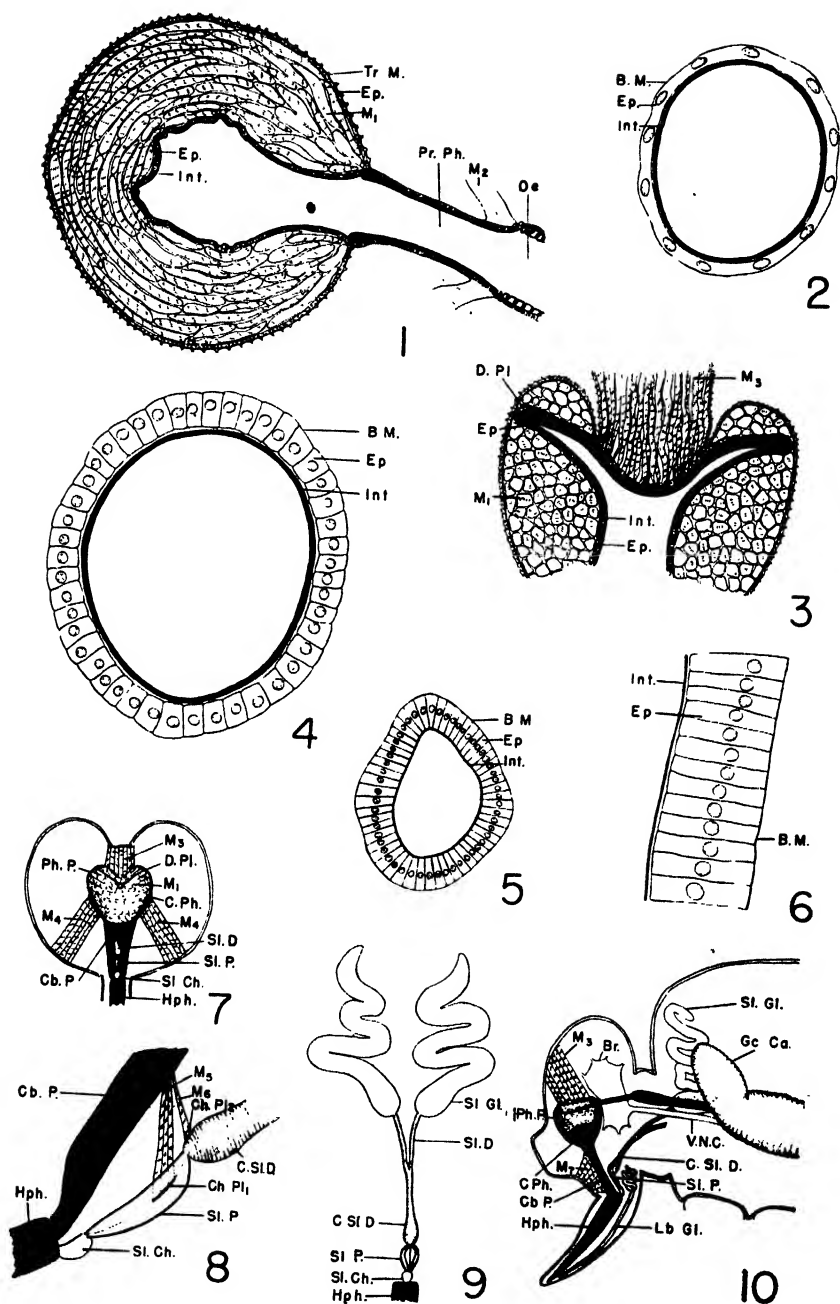 Tr M.
Ep.
M1
Ep.
Int.
Pr. Ph.
M2
Oe
1
B. M.
Ep.
Int.
2
D. Pl
Ep
M1
M3
Int.
Ep.
3
B M.
Ep
Int
4
B M
Ep
Int.
5
Int.
Ep
B. M.
6
M3
D. Pl.
M1
C. Ph.
M4
Ph. P.
M4
Sl. D
Sl. P.
Cb. P
Sl Ch.
Hph.
7
Cb. P.
M5
M6
C. Sl. D
Ch Pl1
Sl. P
Hph.
Sl. Ch.
8
Sl Gl.
Sl. D
C Sl D
Sl P.
Sl. Ch.
Hph.
9
Sl. Gl.
M3
Br.
Gc Ca.
Ph. P.
V. N. C.
C. Sl. D.
C Ph.
M7
Sl. P.
Cb P.
Hph.
Lb Gl.
10